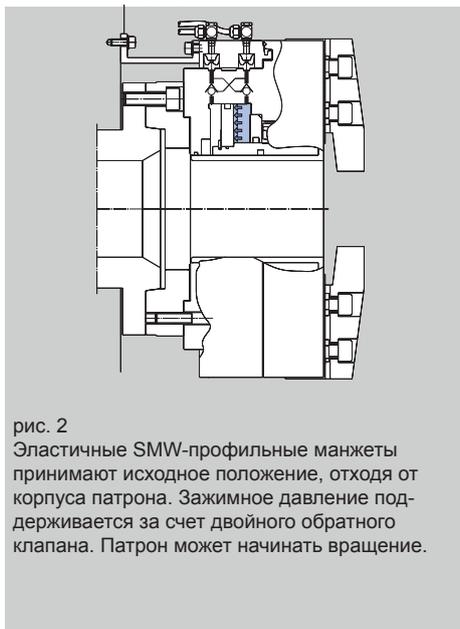 рис. 2
Эластичные SMW-профильные манжеты
принимают исходное положение, отходя от
корпуса патрона. Зажимное давление под-
держивается за счет двойного обратного
клапана. Патрон может начинать вращение.